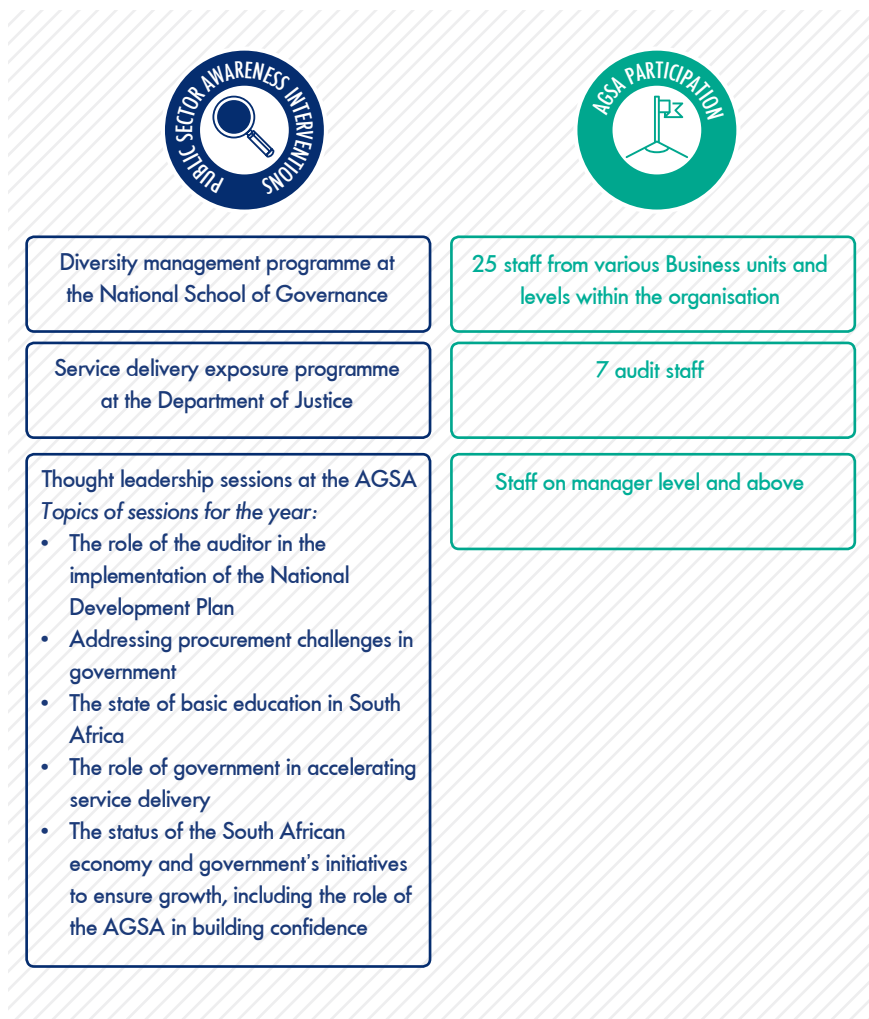 PUBLIC SECTOR AWARENESS INTERVENTIONS
AGSA PARTICIPATION
Diversity management programme at
the National School of Governance
25 staff from various Business units and
levels within the organisation
Service delivery exposure programme
at the Department of Justice
7 audit staff
Thought leadership sessions at the AGSA
Topics of sessions for the year:
• The role of the auditor in the
implementation of the National
Development Plan
• Addressing procurement challenges in
government
• The state of basic education in South
Africa
• The role of government in accelerating
service delivery
• The status of the South African
economy and government's initiatives
to ensure growth, including the role of
the AGSA in building confidence
Staff on manager level and above